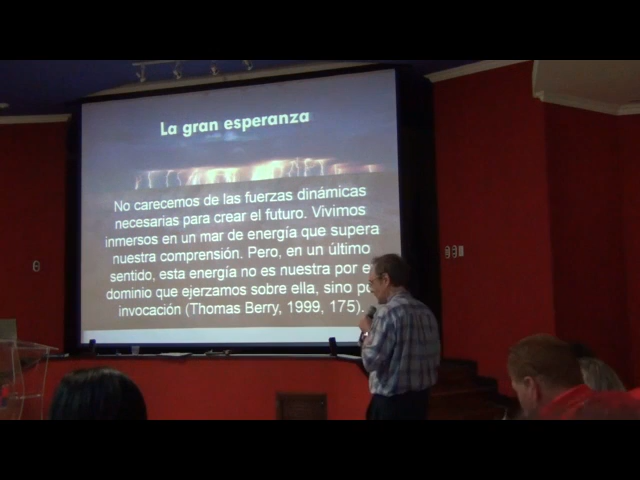 La gran esperanza
No carecemos de las fuerzas dinámicas
necesarias para crear el futuro. Vivimos
inmersos en un mar de energía que supera
nuestra comprensión. Pero, en un último
sentido, esta energía no es nuestra por e
dominio que ejerzamos sobre ella, sino po
invocación (Thomas Berry, 1999, 175).